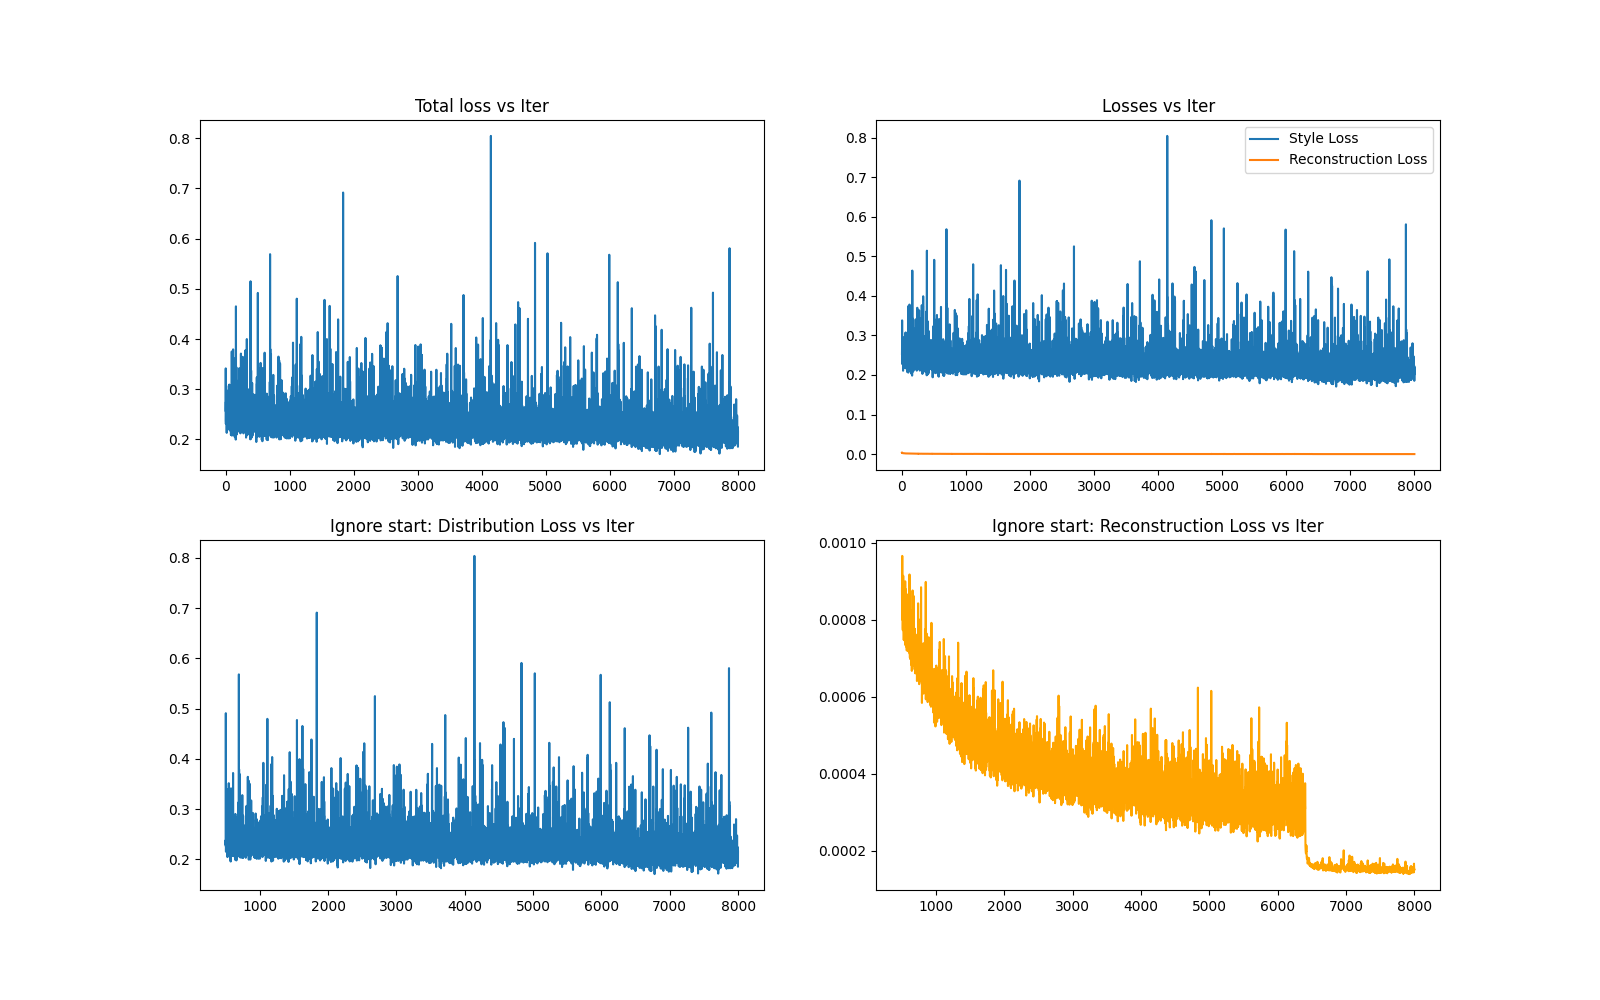 Total loss vs Iter
0.8
0.7
0.6
0.5
0.4
0.3
0.2
0 1000 2000 3000 4000 5000 6000 7000 8000
Losses vs Iter
Style Loss
Reconstruction Loss
0.8
0.7
0.6
0.5
0.4
0.3
0.2
0.1
0.0
0 1000 2000 3000 4000 5000 6000 7000 8000
Ignore start: Distribution Loss vs Iter
0.8
0.7
0.6
0.5
0.4
0.3
0.2
1000 2000 3000 4000 5000 6000 7000 8000
Ignore start: Reconstruction Loss vs Iter
0.0010
0.0008
0.0006
0.0004
0.0002
1000 2000 3000 4000 5000 6000 7000 8000